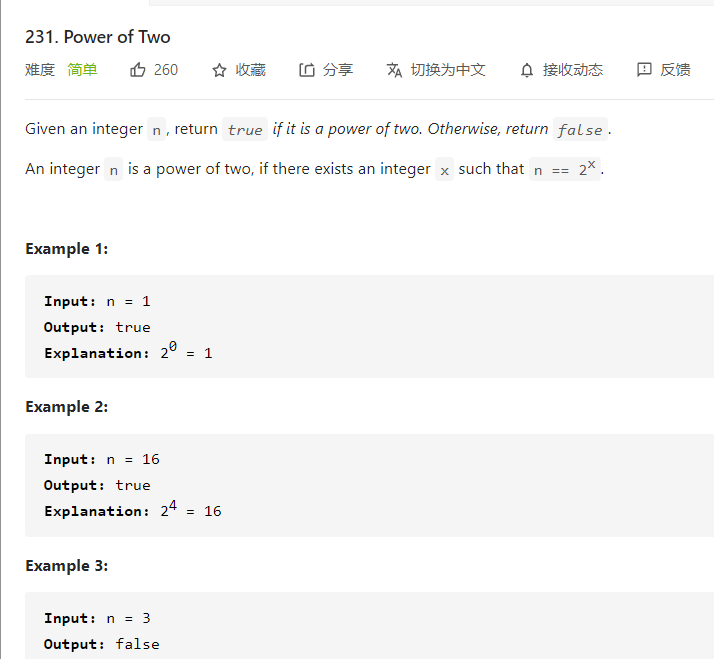 231. Power of Two
难度 简单 260 收藏 分享 切换为中文 接收动态 反馈
Given an integer n, return true if it is a power of two. Otherwise, return false.
An integer n is a power of two, if there exists an integer x such that n == 2ˣ.
Example 1:
Input: n = 1
Output: true
Explanation: 2⁰ = 1
Example 2:
Input: n = 16
Output: true
Explanation: 2⁴ = 16
Example 3:
Input: n = 3
Output: false